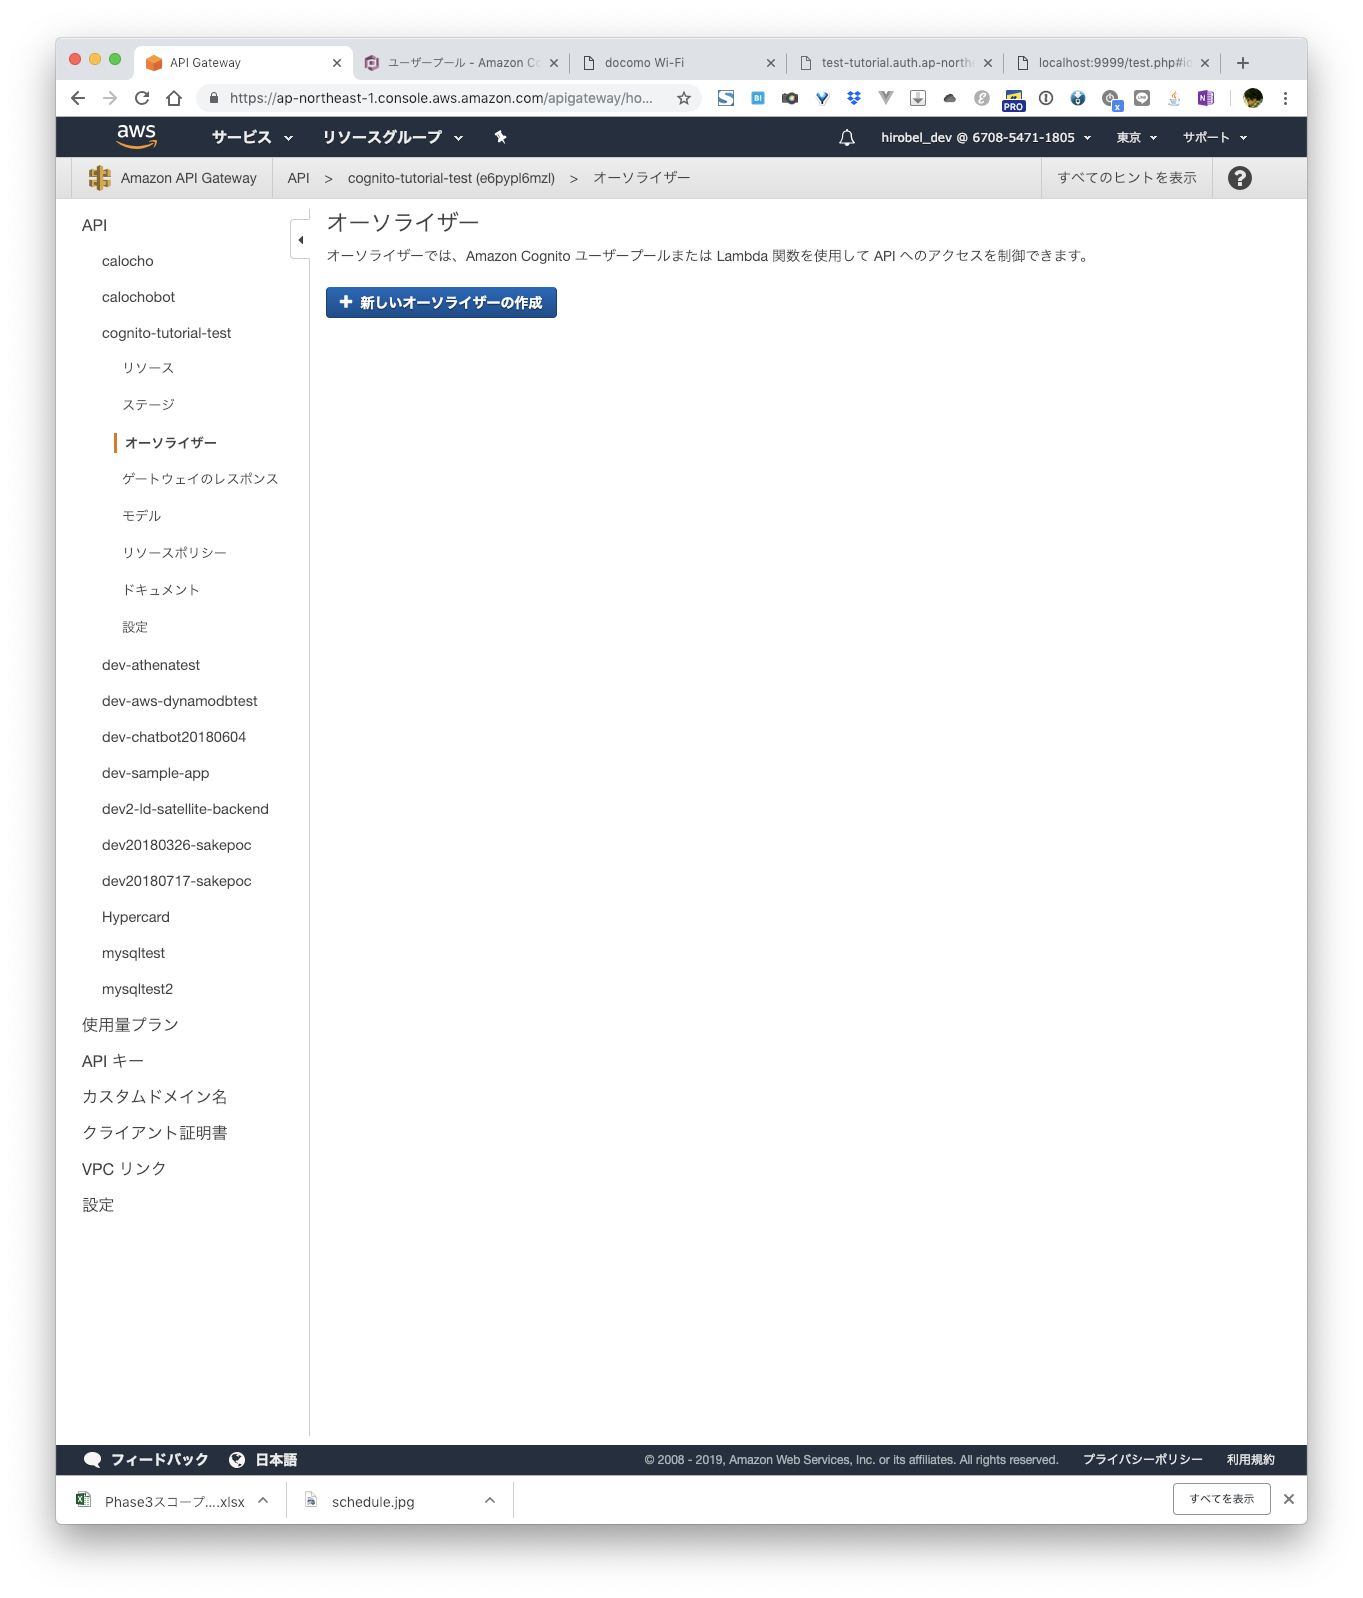 API Gateway
ユーザープール - Amazon Co
docomo Wi-Fi
test-tutorial.auth.ap-northe
localhost:9999/test.php#id
https://ap-northeast-1.console.aws.amazon.com/apigateway/ho...
PRO
aws
サービス
リソースグループ
hirobel_dev @ 6708-5471-1805
東京
サポート
Amazon API Gateway
API > cognito-tutorial-test (e6pypl6mzl) > オーソライザー
すべてのヒントを表示
API
calocho
calochobot
cognito-tutorial-test
リソース
ステージ
オーソライザー
ゲートウェイのレスポンス
モデル
リソースポリシー
ドキュメント
設定
dev-athenatest
dev-aws-dynamodbtest
dev-chatbot20180604
dev-sample-app
dev2-ld-satellite-backend
dev20180326-sakepoc
dev20180717-sakepoc
Hypercard
mysqltest
mysqltest2
使用量プラン
API キー
カスタムドメイン名
クライアント証明書
VPC リンク
設定
オーソライザー
オーソライザーでは、Amazon Cognito ユーザープールまたは Lambda 関数を使用して API へのアクセスを制御できます。
新しいオーソライザーの作成
フィードバック
日本語
© 2008 - 2019, Amazon Web Services, Inc. or its affiliates. All rights reserved.
プライバシーポリシー
利用規約
Phase3スコープ....xlsx
schedule.jpg
すべてを表示